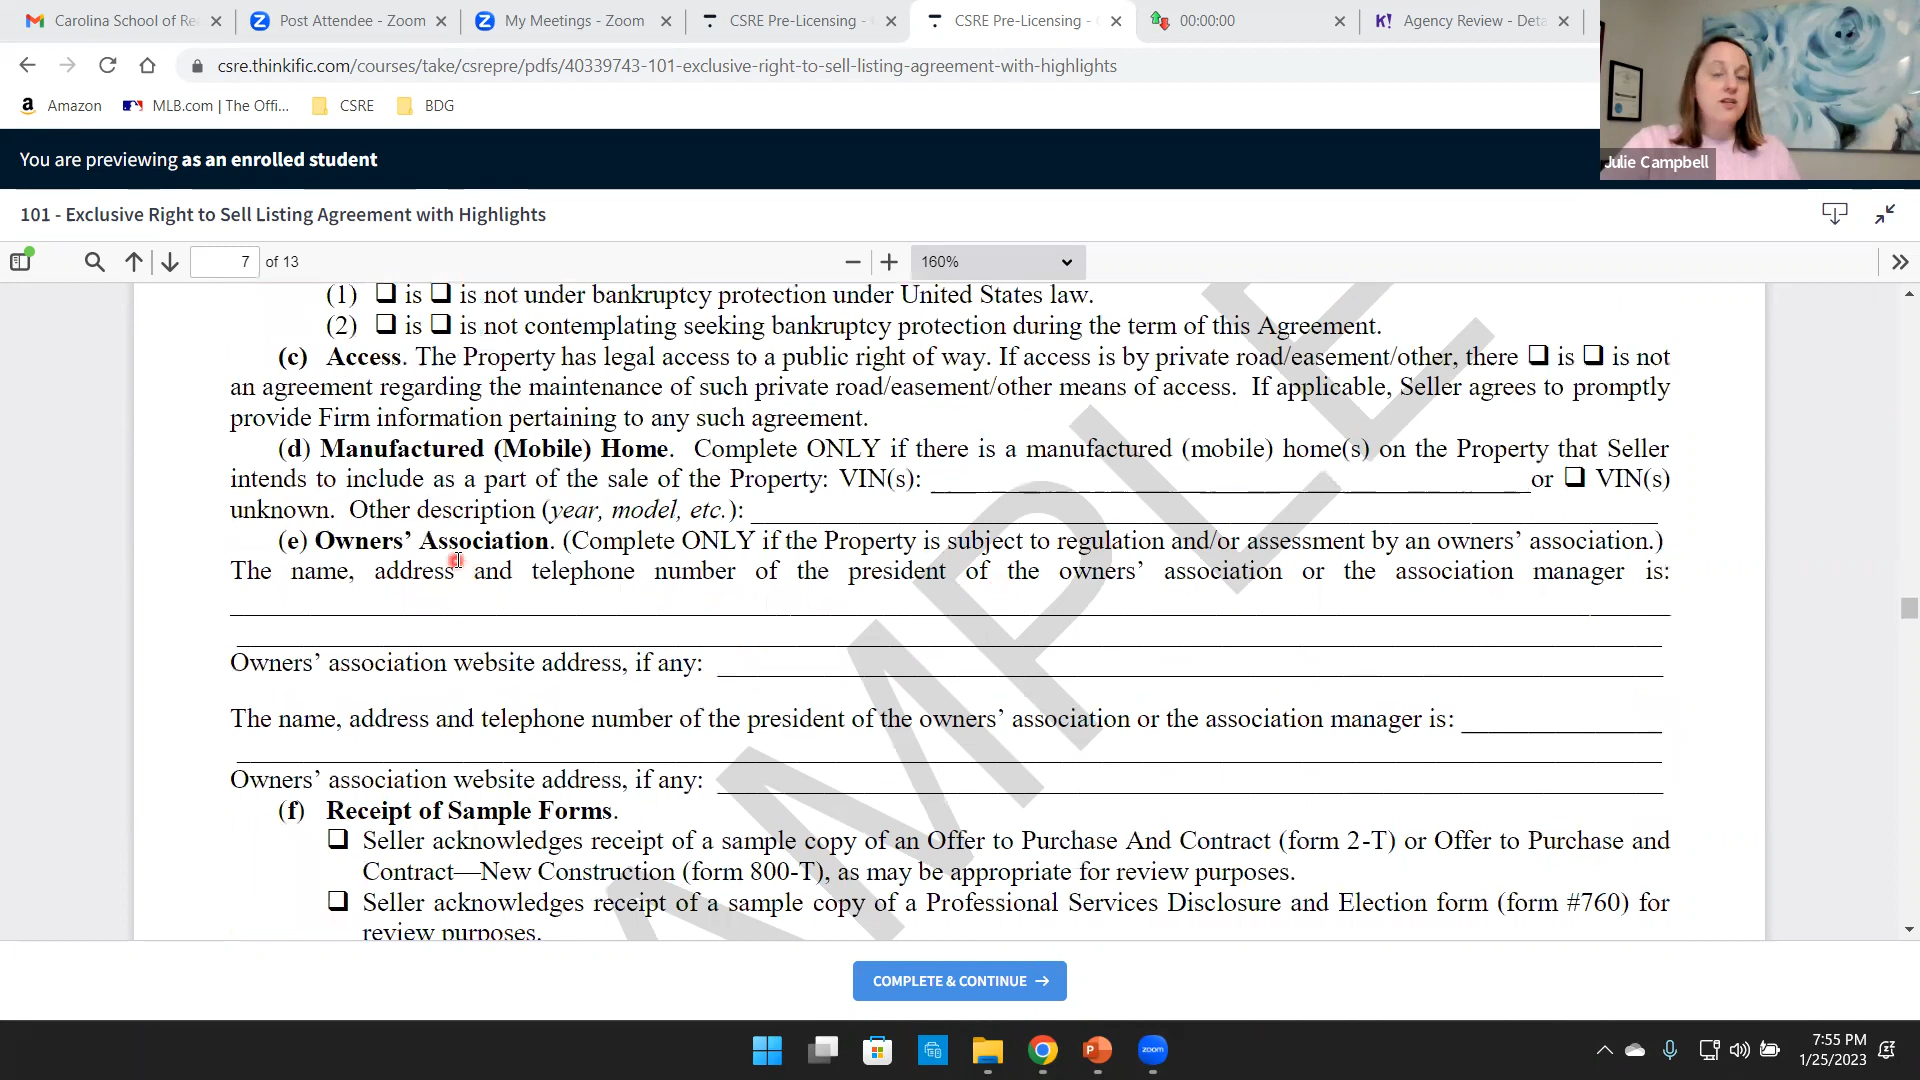 Carolina School of Rea
Post Attendee - Zoom
My Meetings - Zoom
CSRE Pre-Licensing -
CSRE Pre-Licensing -
00:00:00
K! Agency Review - Deta
csre.thinkific.com/courses/take/csrepre/pdfs/40339743-101-exclusive-right-to-sell-listing-agreement-with-highlights
Amazon
MLB.com | The Offi...
CSRE
BDG
Julie Campbell
You are previewing as an enrolled student
101 - Exclusive Right to Sell Listing Agreement with Highlights
7 of 13
160%
(1) ❑ is ❑ is not under bankruptcy protection under United States law.
(2) ❑ is ❑ is not contemplating seeking bankruptcy protection during the term of this Agreement.
(c) Access. The Property has legal access to a public right of way. If access is by private road/easement/other, there ❑ is ❑ is not
an agreement regarding the maintenance of such private road/easement/other means of access. If applicable, Seller agrees to promptly
provide Firm information pertaining to any such agreement.
(d) Manufactured (Mobile) Home. Complete ONLY if there is a manufactured (mobile) home(s) on the Property that Seller
intends to include as a part of the sale of the Property: VIN(s): ____ or ❑ VIN(s)
unknown. Other description (year, model, etc.): ____
(e) Owners’ Association. (Complete ONLY if the Property is subject to regulation and/or assessment by an owners’ association.)
The name, address and telephone number of the president of the owners’ association or the association manager is:
Owners’ association website address, if any: ____
The name, address and telephone number of the president of the owners’ association or the association manager is: ____
Owners’ association website address, if any: ____
(f) Receipt of Sample Forms.
❑ Seller acknowledges receipt of a sample copy of an Offer to Purchase And Contract (form 2-T) or Offer to Purchase and
Contract—New Construction (form 800-T), as may be appropriate for review purposes.
❑ Seller acknowledges receipt of a sample copy of a Professional Services Disclosure and Election form (form #760) for
review purposes.
AMPLE
COMPLETE & CONTINUE →
zoom
7:55 PM
1/25/2023